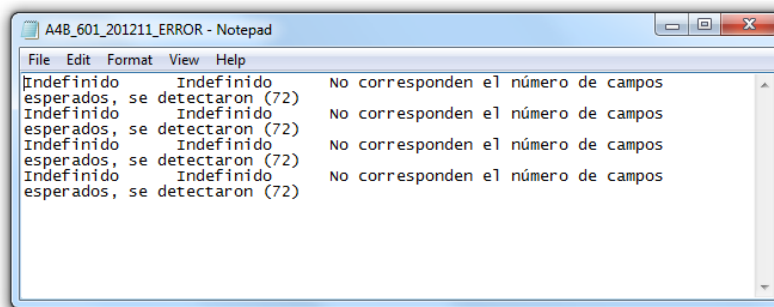 A4B_601_201211_ERROR - Notepad
File Edit Format View Help
Indefinido Indefinido No corresponden el número de campos
esperados, se detectaron (72)
Indefinido Indefinido No corresponden el número de campos
esperados, se detectaron (72)
Indefinido Indefinido No corresponden el número de campos
esperados, se detectaron (72)
Indefinido Indefinido No corresponden el número de campos
esperados, se detectaron (72)